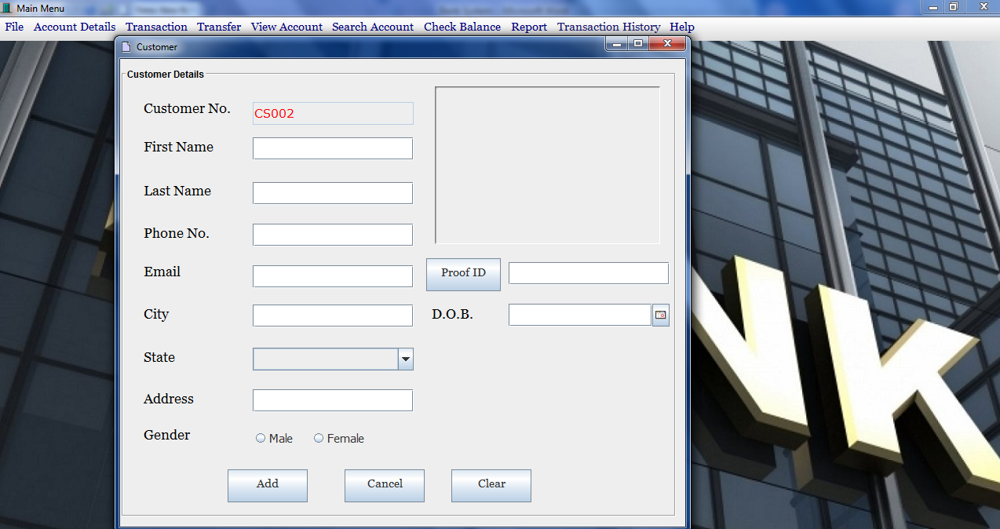 Main Menu
File Account Details Transaction Transfer View Account Search Account Check Balance Report Transaction History Help
Customer
Customer Details
Customer No. CS002
First Name
Last Name
Phone No.
Email Proof ID
City D.O.B.
State
Address
Gender Male Female
Add Cancel Clear
NK